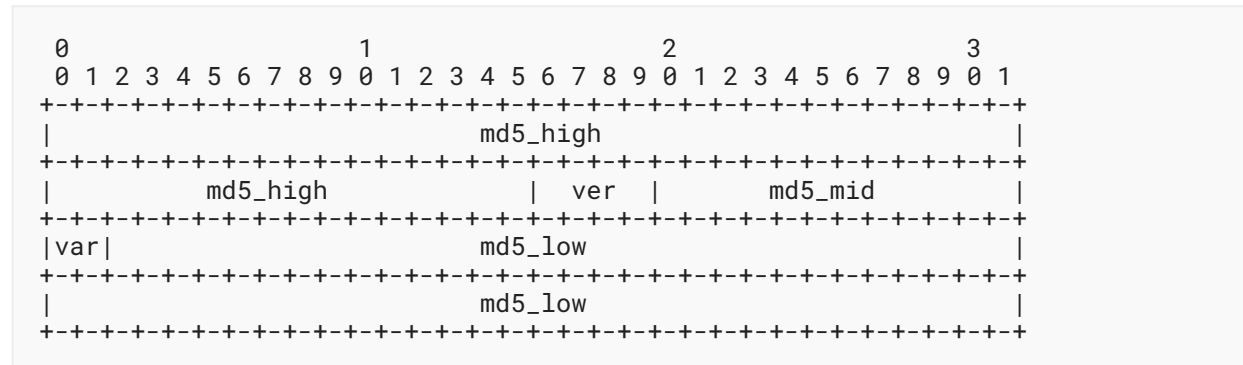 0                   1                   2                   3
 0 1 2 3 4 5 6 7 8 9 0 1 2 3 4 5 6 7 8 9 0 1 2 3 4 5 6 7 8 9 0 1
+-+-+-+-+-+-+-+-+-+-+-+-+-+-+-+-+-+-+-+-+-+-+-+-+-+-+-+-+-+-+-+-+
|                            md5_high                           |
+-+-+-+-+-+-+-+-+-+-+-+-+-+-+-+-+-+-+-+-+-+-+-+-+-+-+-+-+-+-+-+-+
|          md5_high             |  ver  |       md5_mid         |
+-+-+-+-+-+-+-+-+-+-+-+-+-+-+-+-+-+-+-+-+-+-+-+-+-+-+-+-+-+-+-+-+
|var|                        md5_low                            |
+-+-+-+-+-+-+-+-+-+-+-+-+-+-+-+-+-+-+-+-+-+-+-+-+-+-+-+-+-+-+-+-+
|                            md5_low                            |
+-+-+-+-+-+-+-+-+-+-+-+-+-+-+-+-+-+-+-+-+-+-+-+-+-+-+-+-+-+-+-+-+